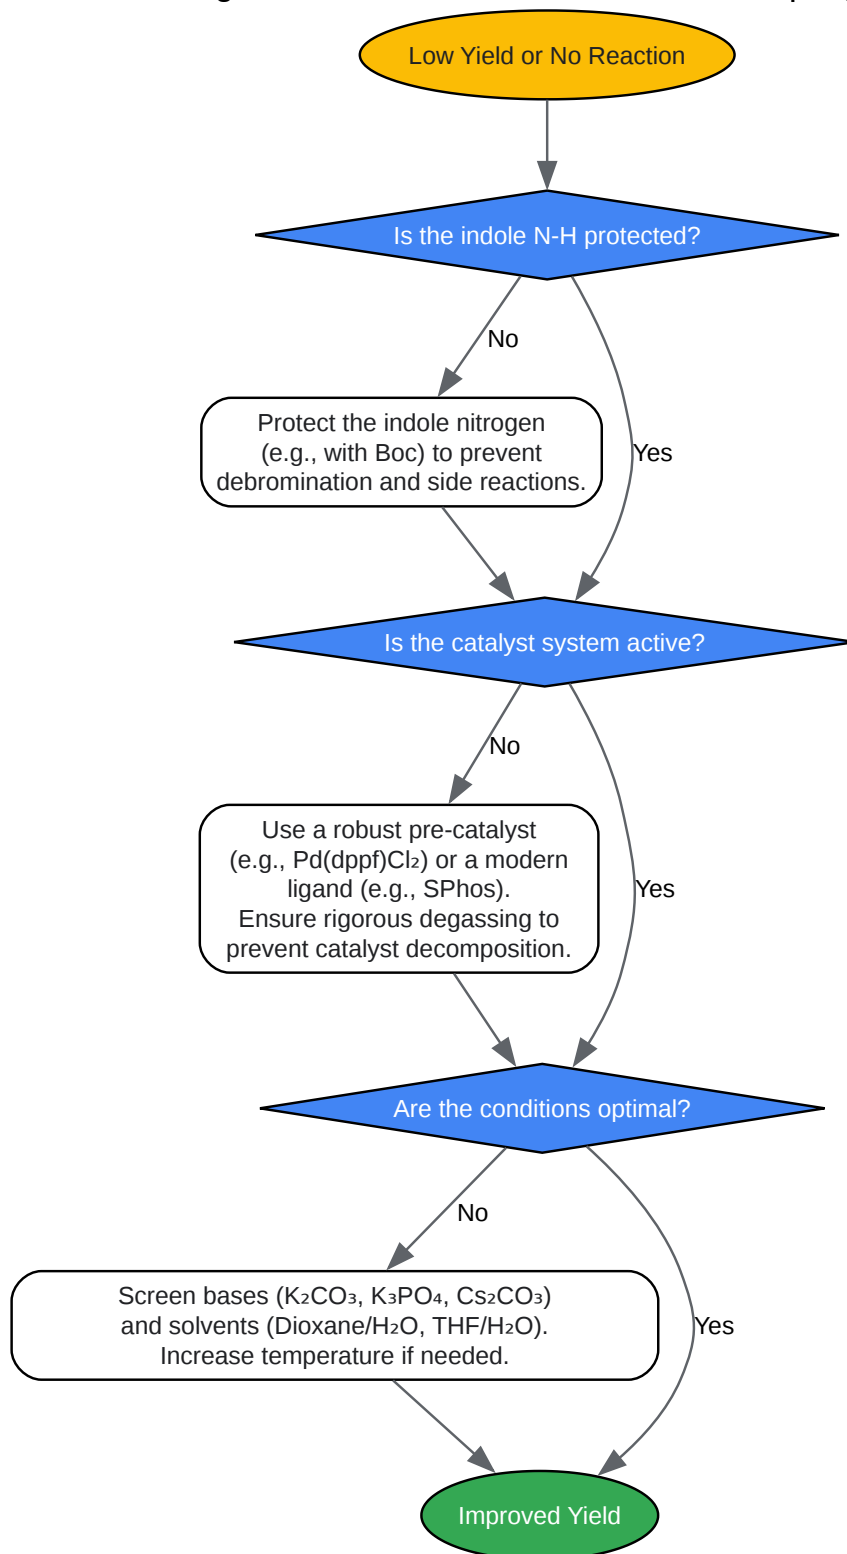 Low Yield or No Reaction
Is the indole N-H protected?
No
Protect the indole nitrogen
(e.g., with Boc) to prevent
debromination and side reactions.
Yes
Is the catalyst system active?
No
Use a robust pre-catalyst
(e.g., Pd(dppf)Cl₂) or a modern
ligand (e.g., SPhos).
Ensure rigorous degassing to
prevent catalyst decomposition.
Yes
Are the conditions optimal?
No
Screen bases (K₂CO₃, K₃PO₄, Cs₂CO₃)
and solvents (Dioxane/H₂O, THF/H₂O).
Increase temperature if needed.
Yes
Improved Yield